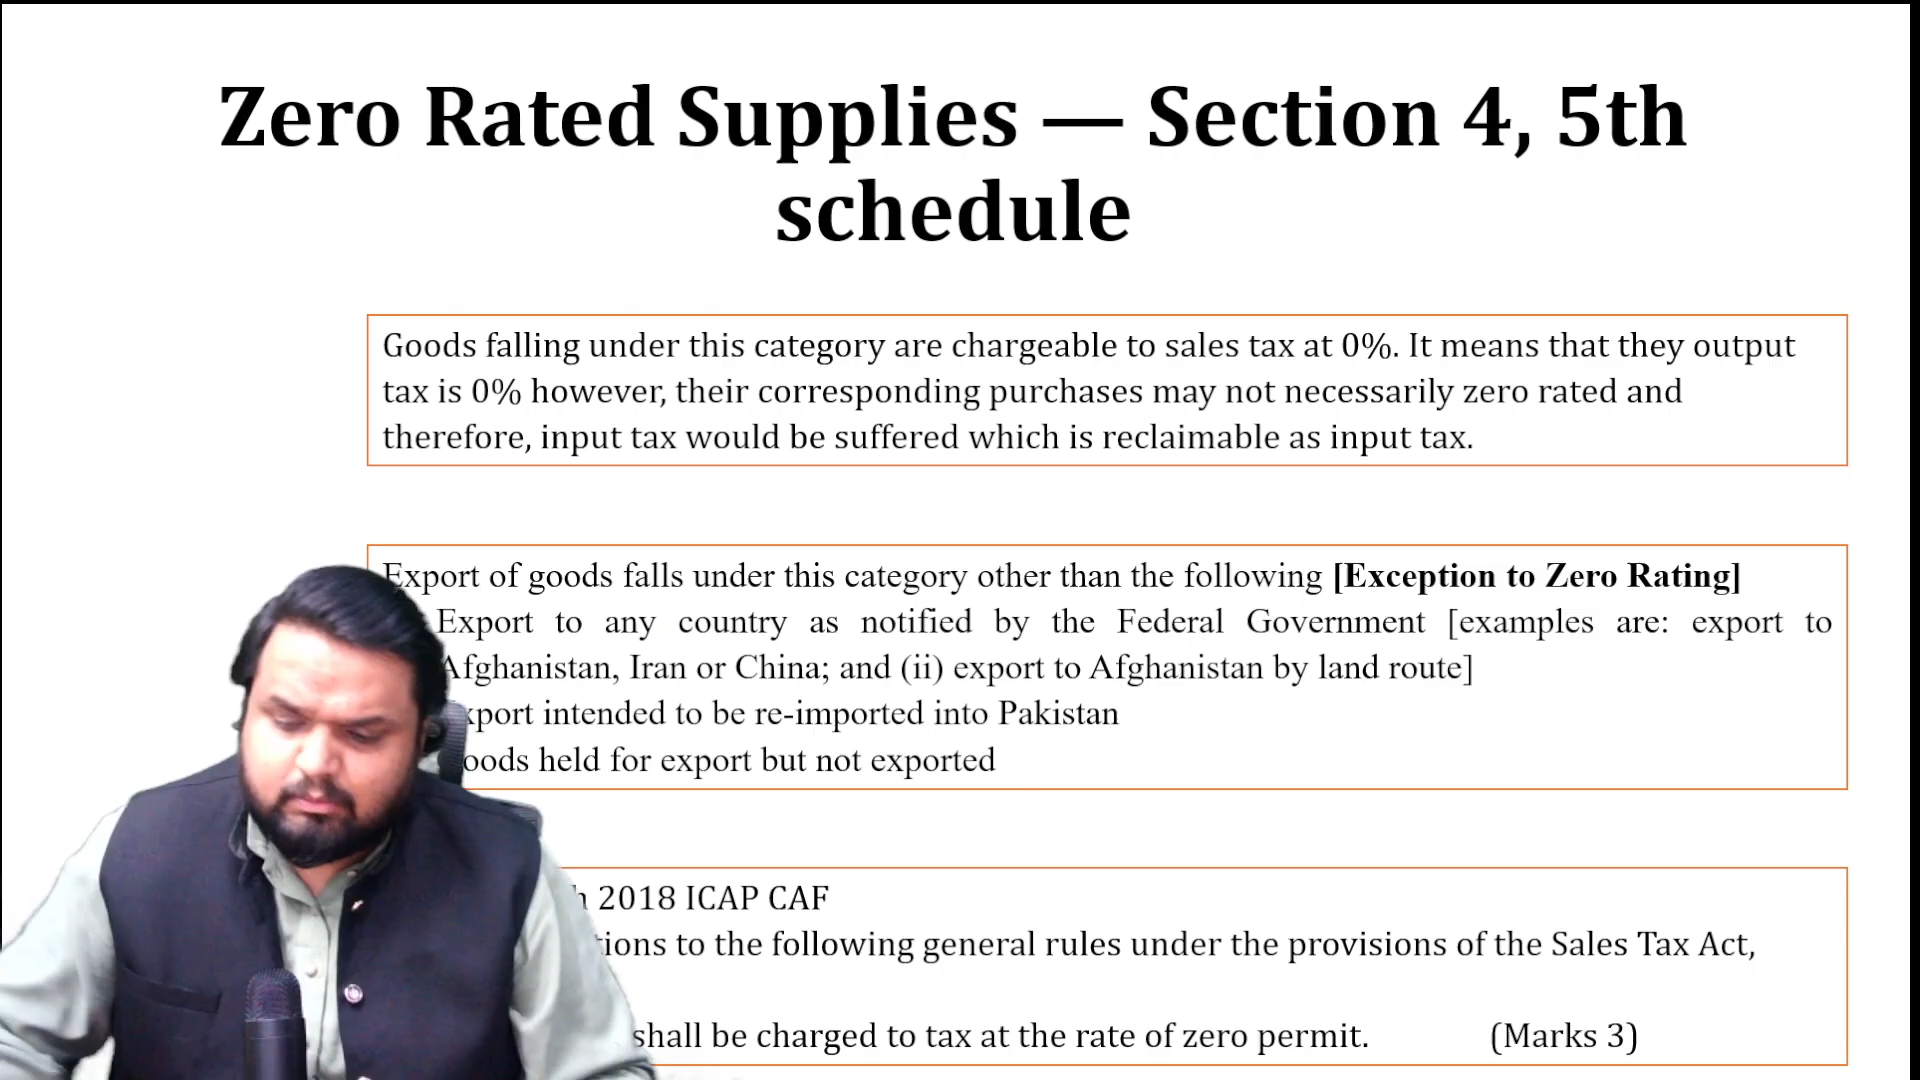 Zero Rated Supplies — Section 4, 5th
schedule
Goods falling under this category are chargeable to sales tax at 0%. It means that they output
tax is 0% however, their corresponding purchases may not necessarily zero rated and
therefore, input tax would be suffered which is reclaimable as input tax.
Export of goods falls under this category other than the following [Exception to Zero Rating]
Export to any country as notified by the Federal Government [examples are: export to
Afghanistan, Iran or China; and (ii) export to Afghanistan by land route]
xport intended to be re-imported into Pakistan
oods held for export but not exported
2018 ICAP CAF
tions to the following general rules under the provisions of the Sales Tax Act,
shall be charged to tax at the rate of zero permit. (Marks 3)